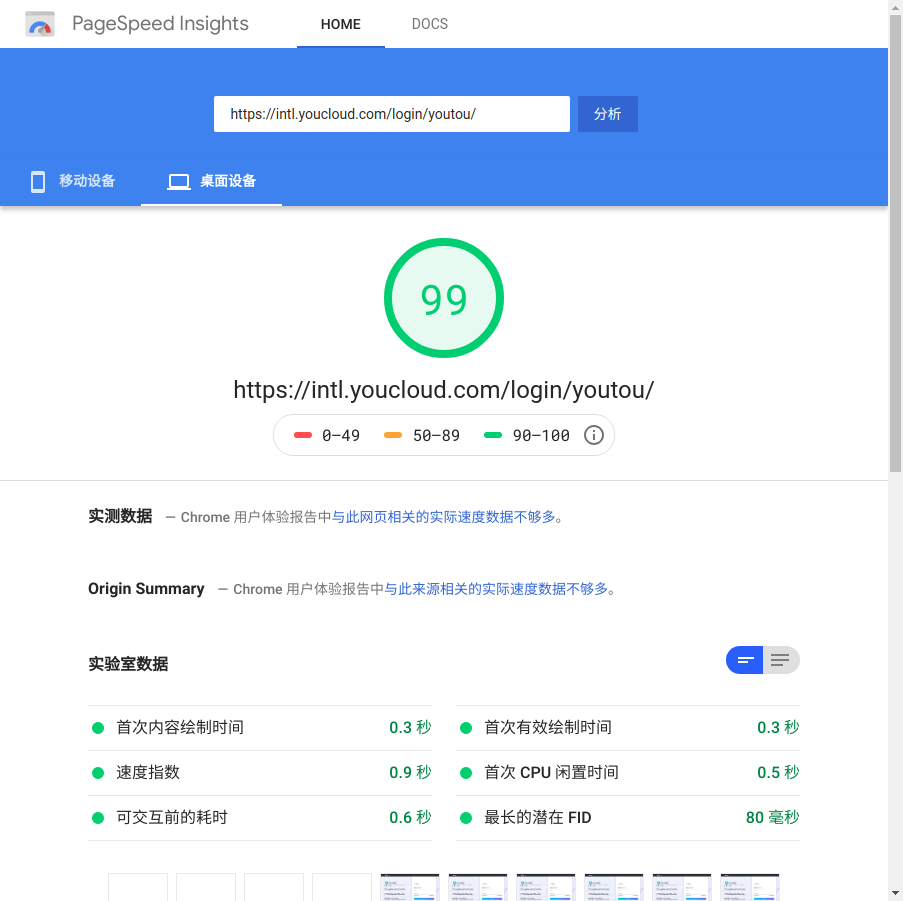 PageSpeed Insights HOME DOCS
https://intl.youcloud.com/login/youtou/ 分析
移动设备 桌面设备
99
https://intl.youcloud.com/login/youtou/
0–49 50–89 90–100
实测数据 — Chrome 用户体验报告中与此网页相关的实际速度数据不够多。
Origin Summary — Chrome 用户体验报告中与此来源相关的实际速度数据不够多。
实验室数据
首次内容绘制时间 0.3 秒 首次有效绘制时间 0.3 秒
速度指数 0.9 秒 首次 CPU 闲置时间 0.5 秒
可交互前的耗时 0.6 秒 最长的潜在 FID 80 毫秒